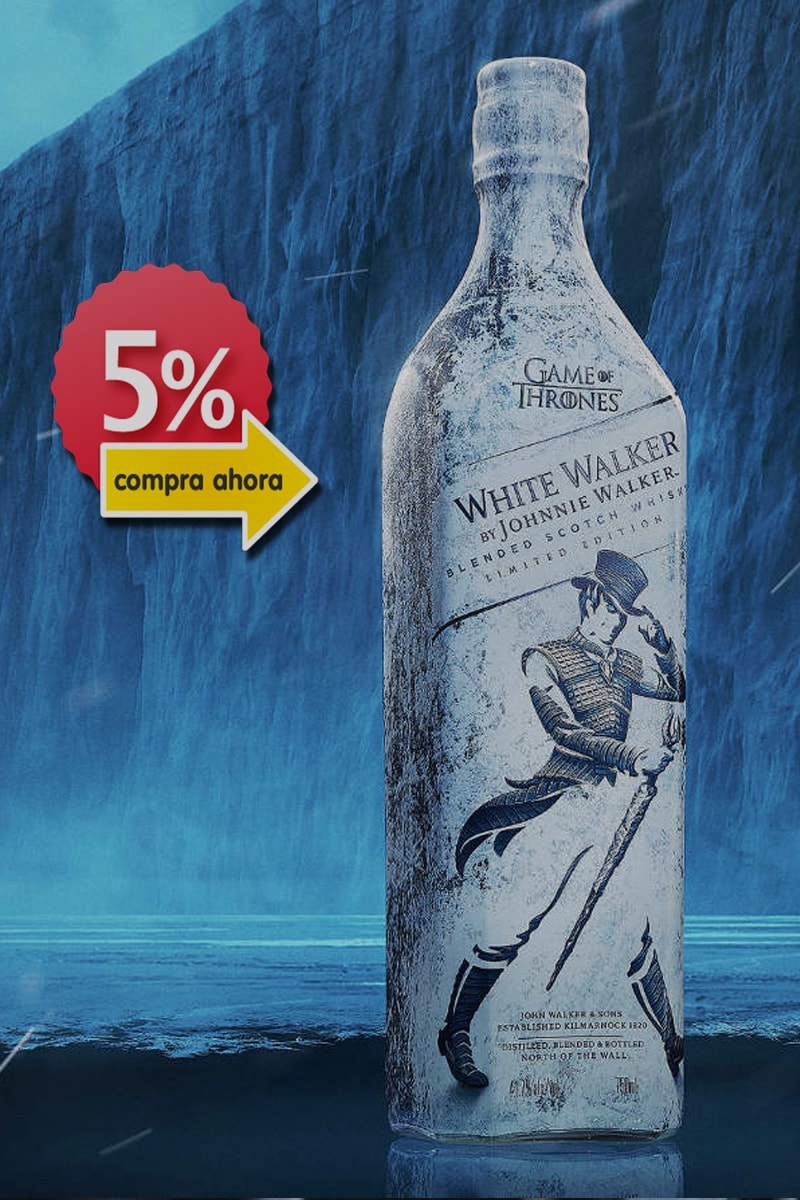 5%
compra ahora
GAME OF
THRONES
WHITE WALKER
BY JOHNNIE WALKER
BLENDED SCOTCH WHISKY
LIMITED EDITION
JOHN WALKER & SONS
ESTABLISHED KILMARNOCK 1820
DISTILLED, BLENDED & BOTTLED
NORTH OF THE WALL
750ml